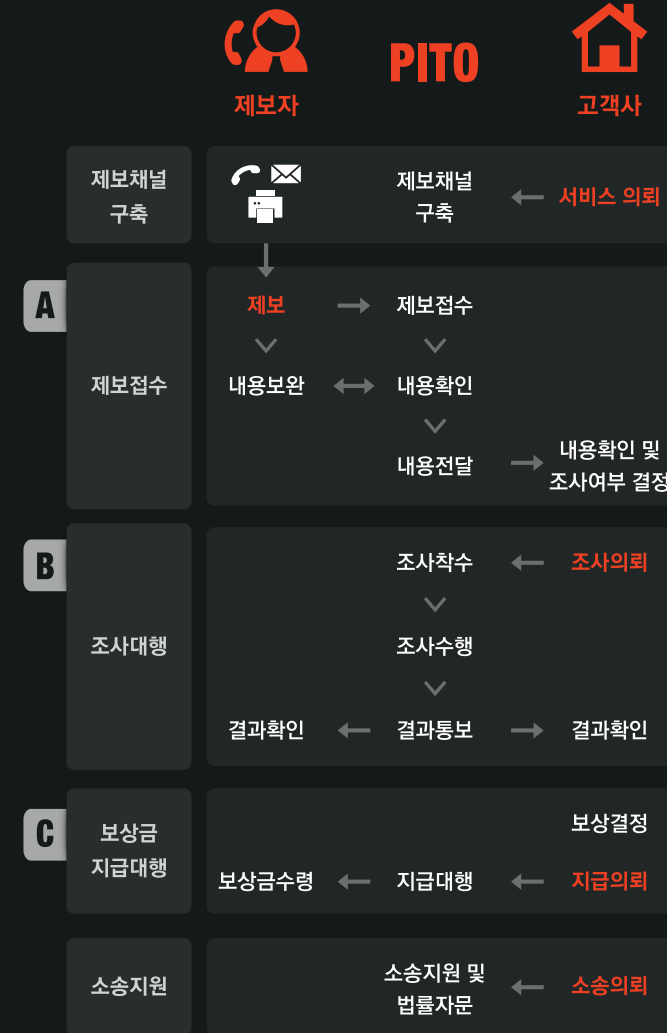 제보자
PITO
고객사
제보채널
구축
제보채널
구축
서비스 의뢰
A
제보접수
제보
제보접수
내용보완
내용확인
내용전달
내용확인 및
조사여부 결정
B
조사대행
조사착수
조사의뢰
조사수행
결과확인
결과통보
결과확인
C
보상금
지급대행
보상결정
보상금수령
지급대행
지급의뢰
소송지원
소송지원 및
법률자문
소송의뢰